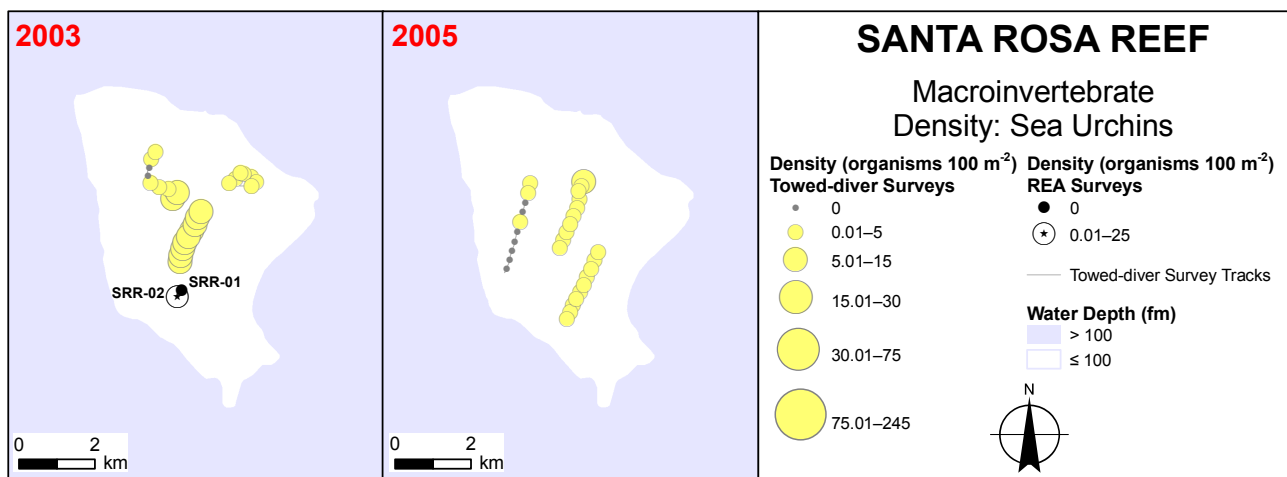 2003
SRR-01
SRR-02
0 2
km
2005
0 2
km
SANTA ROSA REEF
Macroinvertebrate
Density: Sea Urchins
Density (organisms 100 m⁻²)
Towed-diver Surveys
0
0.01–5
5.01–15
15.01–30
30.01–75
75.01–245
Density (organisms 100 m⁻²)
REA Surveys
0
0.01–25
Towed-diver Survey Tracks
Water Depth (fm)
> 100
≤ 100
N